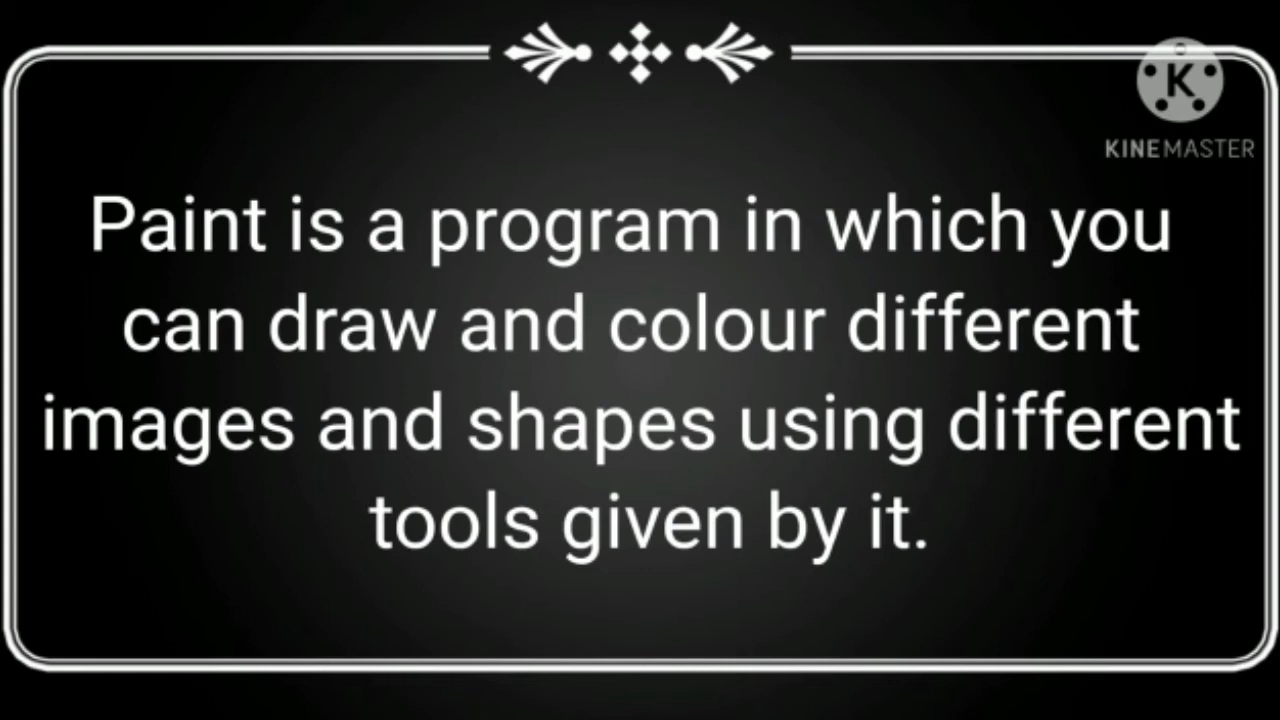 K
KINEMASTER
Paint is a program in which you
can draw and colour different
images and shapes using different
tools given by it.